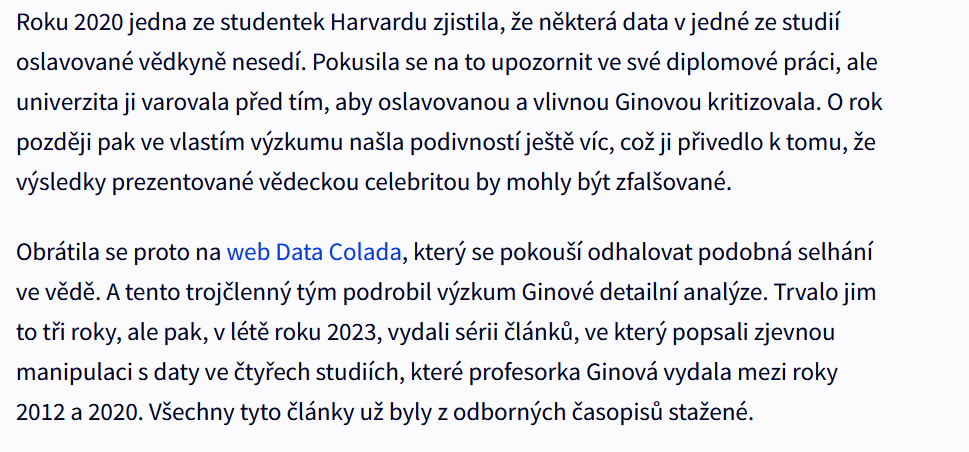 Roku 2020 jedna ze studentek Harvardu zjistila, že některá data v jedné ze studií
oslavované vědkyně nesedí. Pokusila se na to upozornit ve své diplomové práci, ale
univerzita ji varovala před tím, aby oslavovanou a vlivnou Ginovou kritizovala. O rok
později pak ve vlastím výzkumu našla podivností ještě víc, což ji přivedlo k tomu, že
výsledky prezentované vědeckou celebritou by mohly být zfalšované.
Obrátila se proto na web Data Colada, který se pokouší odhalovat podobná selhání
ve vědě. A tento trojčlenný tým podrobil výzkum Ginové detailní analýze. Trvalo jim
to tři roky, ale pak, v létě roku 2023, vydali sérii článků, ve který popsali zjevnou
manipulaci s daty ve čtyřech studiích, které profesorka Ginová vydala mezi roky
2012 a 2020. Všechny tyto články už byly z odborných časopisů stažené.